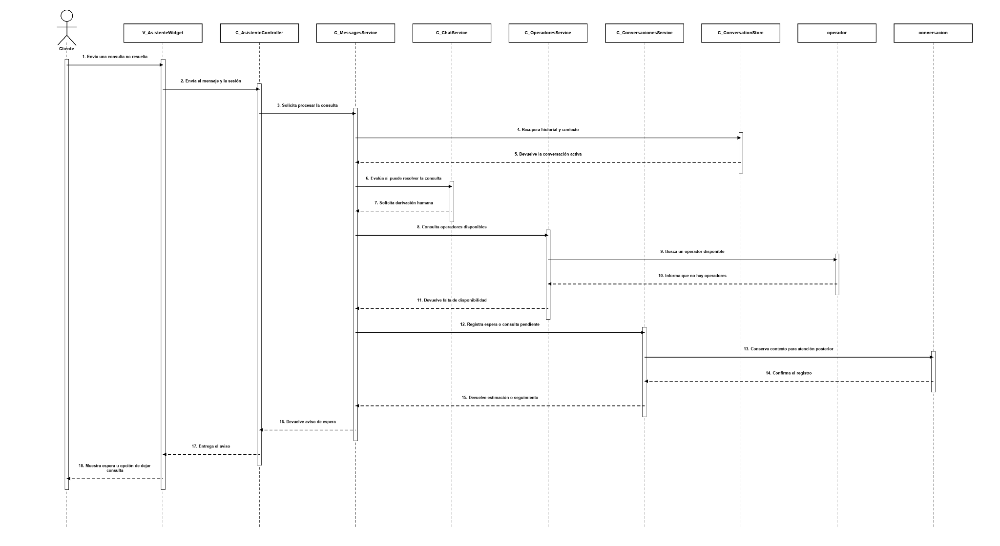 V_AsistenteWidget
C_AsistenteController
C_MessagesService
C_ChatService
C_OperadoresService
C_ConversacionesService
C_ConversationStore
operador
conversacion
Cliente
1. Envía una consulta no resuelta
2. Envía el mensaje y la sesión
3. Solicita procesar la consulta
4. Recupera historial y contexto
5. Devuelve la conversación activa
6. Evalúa si puede resolver la consulta
7. Solicita derivación humana
8. Consulta operadores disponibles
9. Busca un operador disponible
10. Informa que no hay operadores
11. Devuelve falta de disponibilidad
12. Registra espera o consulta pendiente
13. Conserva contexto para atención posterior
14. Confirma el registro
15. Devuelve estimación o seguimiento
16. Devuelve aviso de espera
17. Entrega el aviso
18. Muestra espera u opción de dejar
consulta